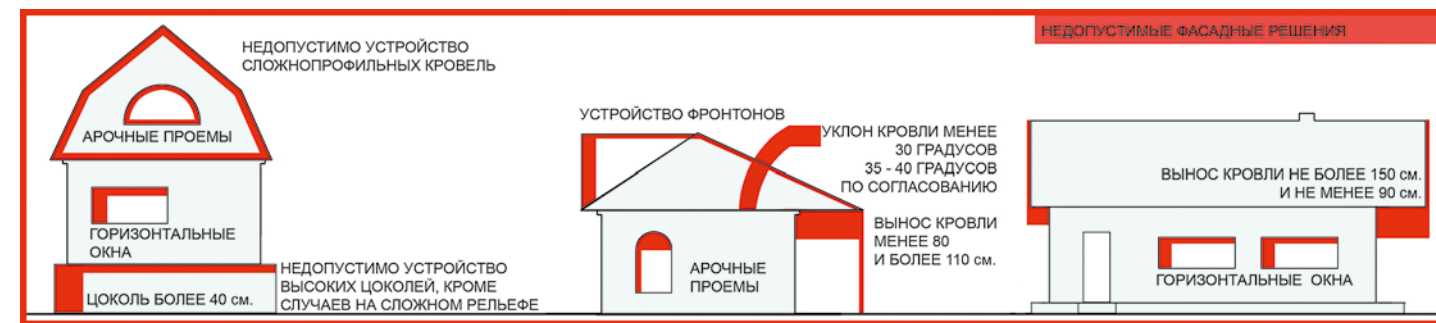 НЕДОПУСТИМЫЕ ФАСАДНЫЕ РЕШЕНИЯ
НЕДОПУСТИМО УСТРОЙСТВО
СЛОЖНОПРОФИЛЬНЫХ КРОВЕЛЬ
АРОЧНЫЕ ПРОЕМЫ
ГОРИЗОНТАЛЬНЫЕ
ОКНА
ЦОКОЛЬ БОЛЕЕ 40 см.
НЕДОПУСТИМО УСТРОЙСТВО
ВЫСОКИХ ЦОКОЛЕЙ, КРОМЕ
СЛУЧАЕВ НА СЛОЖНОМ РЕЛЬЕФЕ
УСТРОЙСТВО ФРОНТОНОВ
УКЛОН КРОВЛИ МЕНЕЕ
30 ГРАДУСОВ
35 - 40 ГРАДУСОВ
ПО СОГЛАСОВАНИЮ
ВЫНОС КРОВЛИ
МЕНЕЕ 80
И БОЛЕЕ 110 см.
АРОЧНЫЕ
ПРОЕМЫ
ВЫНОС КРОВЛИ НЕ БОЛЕЕ 150 см.
И НЕ МЕНЕЕ 90 см.
ГОРИЗОНТАЛЬНЫЕ ОКНА